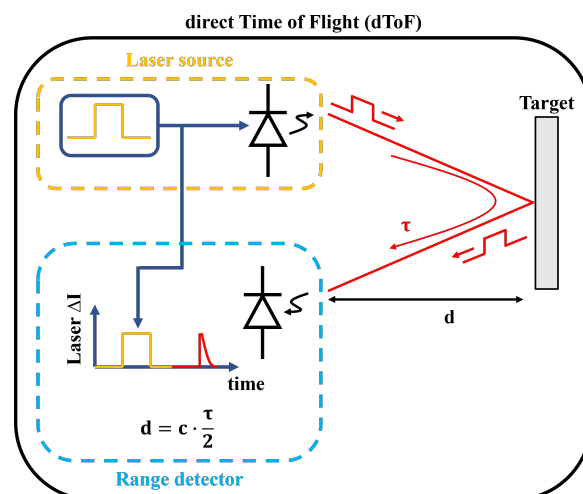 direct Time of Flight (dToF)
Laser source
Target
τ
d
Laser ΔI
time
d = c · τ/2
Range detector